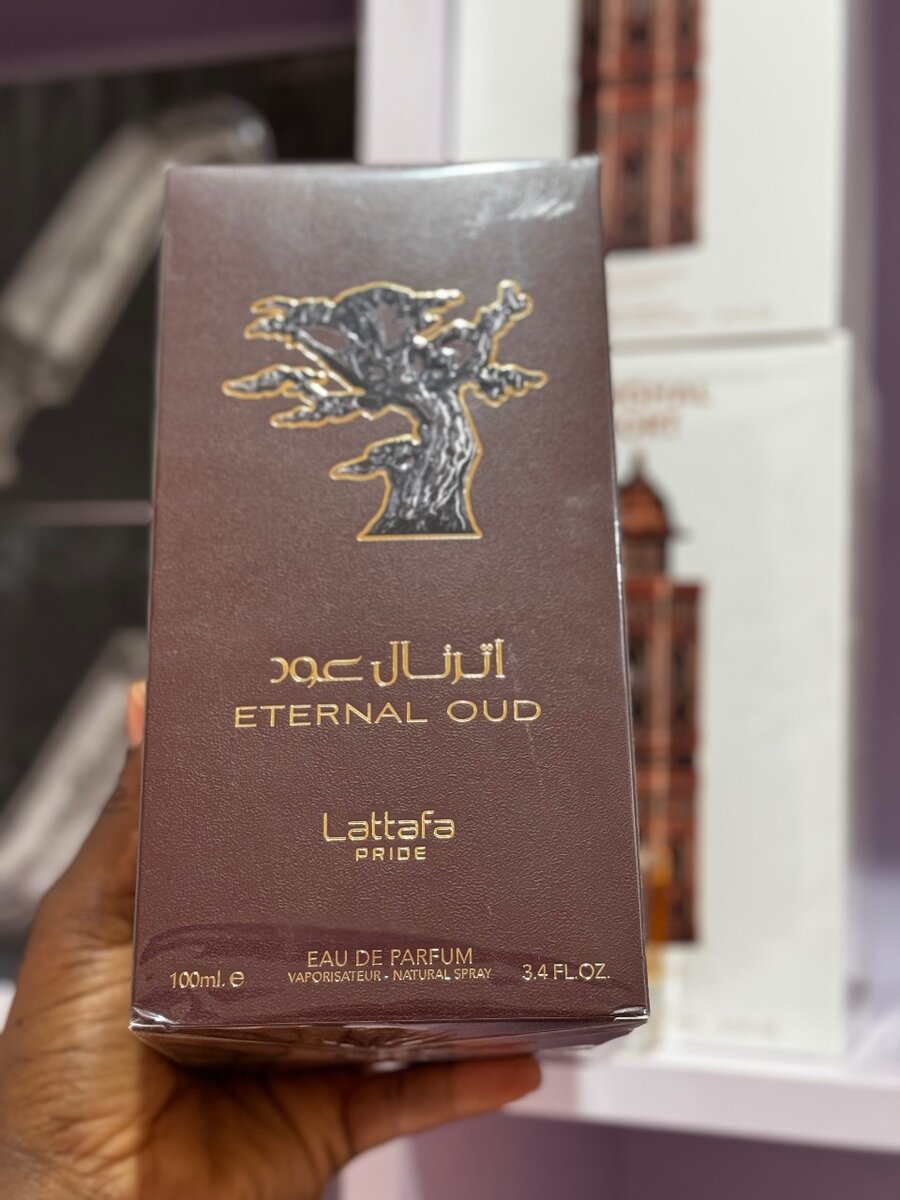 اترنال عود
ETERNAL OUD
Lattafa
PRIDE
EAU DE PARFUM
VAPORISATEUR - NATURAL SPRAY
100ml. e
3.4 FL.OZ.